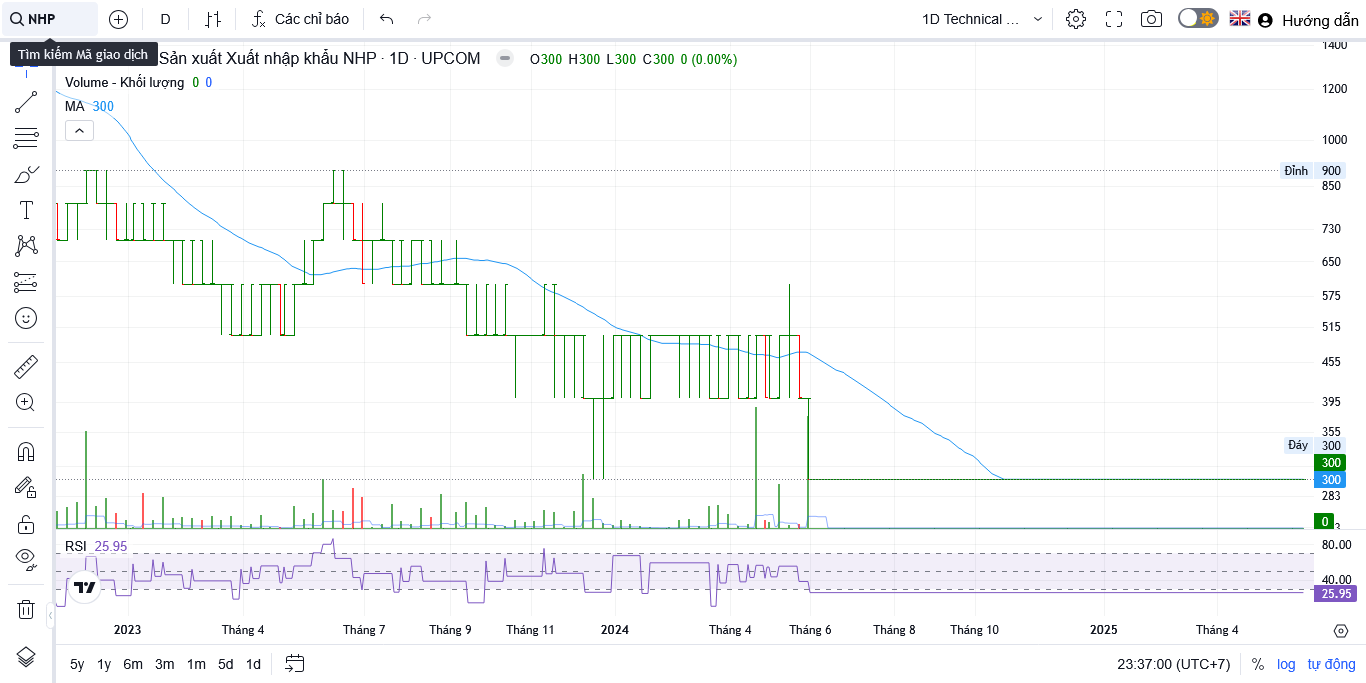 NHP D Các chỉ báo 1D Technical ... Hướng dẫn
Tìm kiếm Mã giao dịch
Sản xuất Xuất nhập khẩu NHP · 1D · UPCOM O300 H300 L300 C300 0 (0.00%)
Volume - Khối lượng 0 0
MA 300
1400
1200
1000
Đỉnh 900
850
730
650
575
515
455
395
355
Đáy 300
300
300
283
0
3
RSI 25.95
80.00
40.00
25.95
2023 Tháng 4 Tháng 7 Tháng 9 Tháng 11 2024 Tháng 4 Tháng 6 Tháng 8 Tháng 10 2025 Tháng 4
5y 1y 6m 3m 1m 5d 1d 23:37:00 (UTC+7) % log tự động